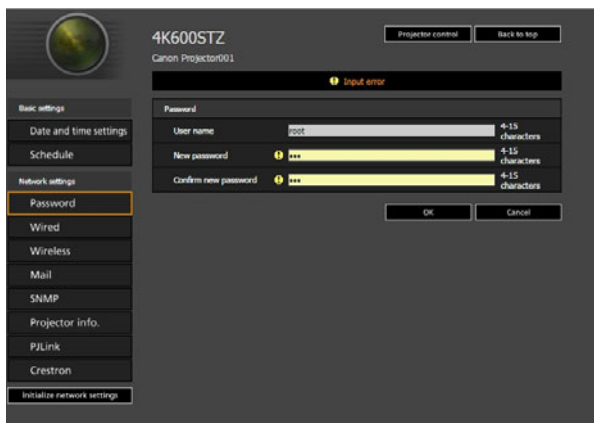 4K600STZ
Projector control
Back to top
Canon Projector001
Input error
Basic settings
Date and time settings
Schedule
Network settings
Password
Wired
Wireless
Mail
SNMP
Projector info.
PJLink
Crestron
Initialize network settings
Password
User name
root
4-15
characters
New password
•••
4-15
characters
Confirm new password
•••
4-15
characters
OK
Cancel